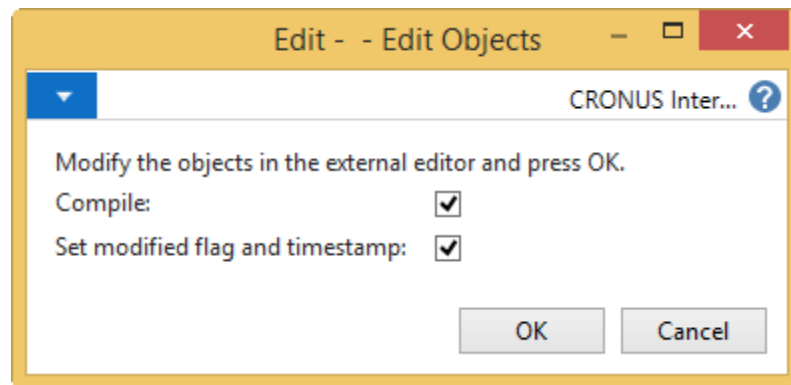 Edit - - Edit Objects
CRONUS Inter... ?
Modify the objects in the external editor and press OK.
Compile:
Set modified flag and timestamp:
OK Cancel